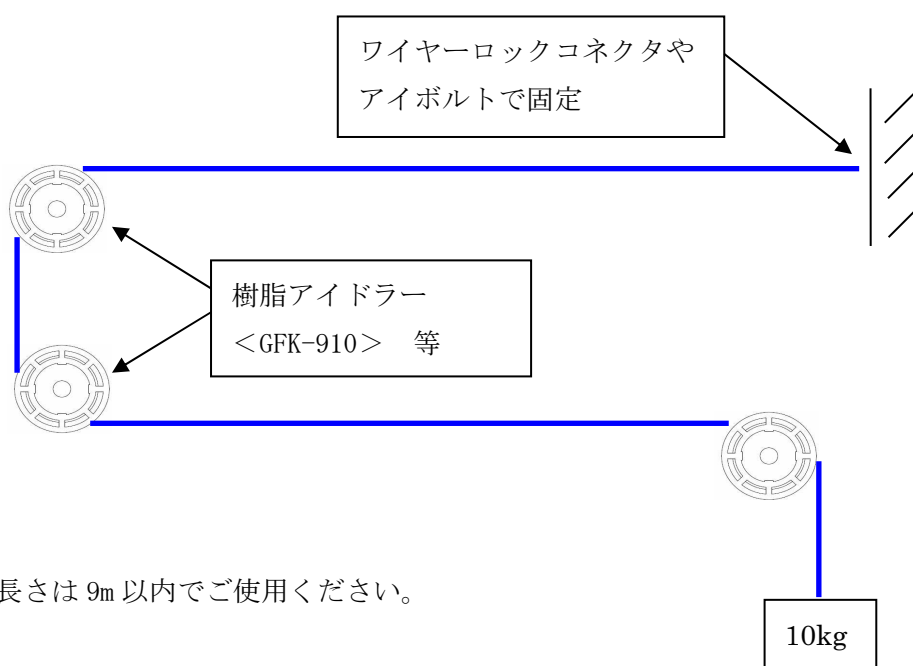 ワイヤーロックコネクタや
アイボルトで固定
樹脂アイドラー
＜GFK-910＞　等
長さは 9m 以内でご使用ください。
10kg